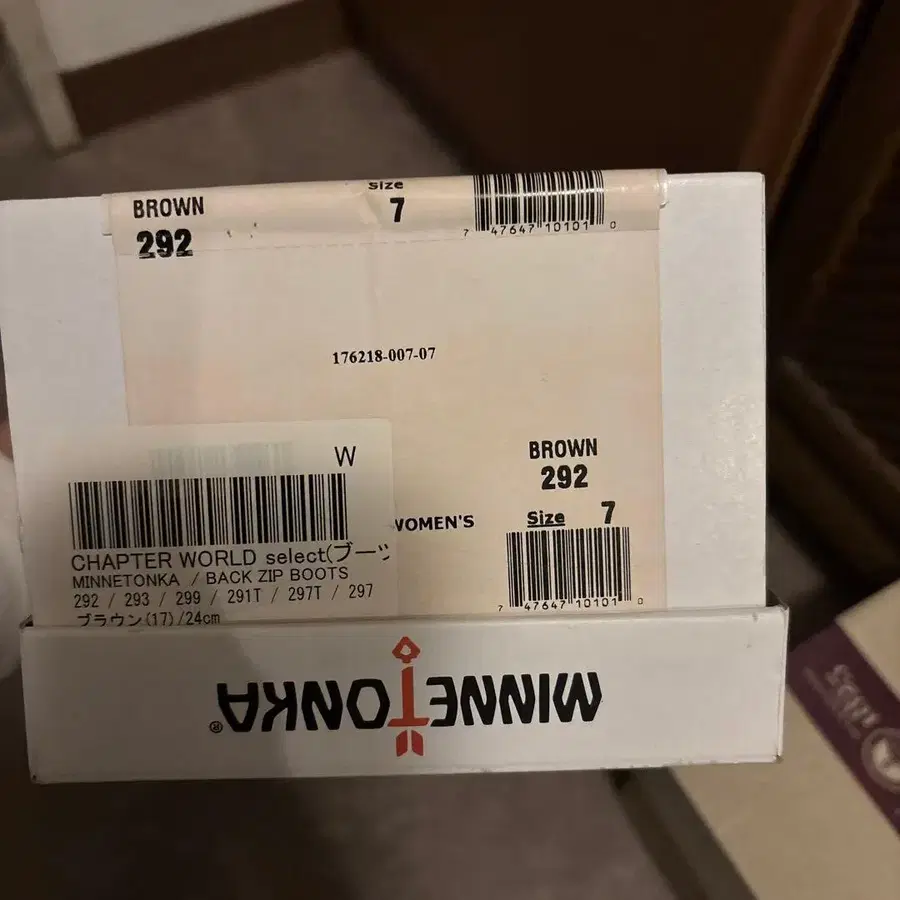 BROWN
292
Size
7
7 47647 10101 0
176218-007-07
BROWN
292
WOMEN'S
Size 7
7 47647 10101 0
W
CHAPTER WORLD select(ブーツ
MINNETONKA / BACK ZIP BOOTS
292 / 293 / 299 / 291T / 297T / 297
ブラウン(17)/24cm
MINNETONKA®